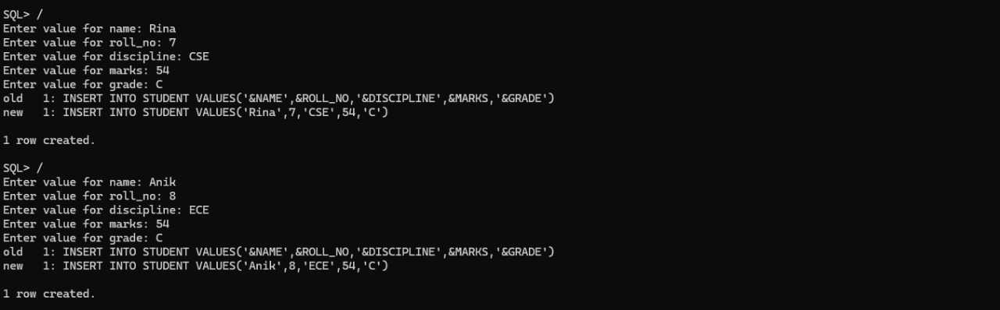 SQL> /
Enter value for name: Rina
Enter value for roll_no: 7
Enter value for discipline: CSE
Enter value for marks: 54
Enter value for grade: C
old   1: INSERT INTO STUDENT VALUES('&NAME',&ROLL_NO,'&DISCIPLINE',&MARKS,'&GRADE')
new   1: INSERT INTO STUDENT VALUES('Rina',7,'CSE',54,'C')
1 row created.
SQL> /
Enter value for name: Anik
Enter value for roll_no: 8
Enter value for discipline: ECE
Enter value for marks: 54
Enter value for grade: C
old   1: INSERT INTO STUDENT VALUES('&NAME',&ROLL_NO,'&DISCIPLINE',&MARKS,'&GRADE')
new   1: INSERT INTO STUDENT VALUES('Anik',8,'ECE',54,'C')
1 row created.